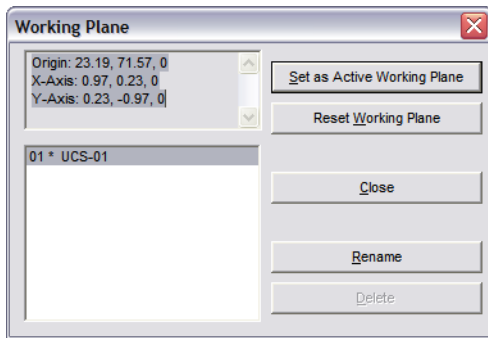 Working Plane
Origin: 23.19, 71.57, 0
X-Axis: 0.97, 0.23, 0
Y-Axis: 0.23, -0.97, 0
Set as Active Working Plane
Reset Working Plane
01 * UCS-01
Close
Rename
Delete